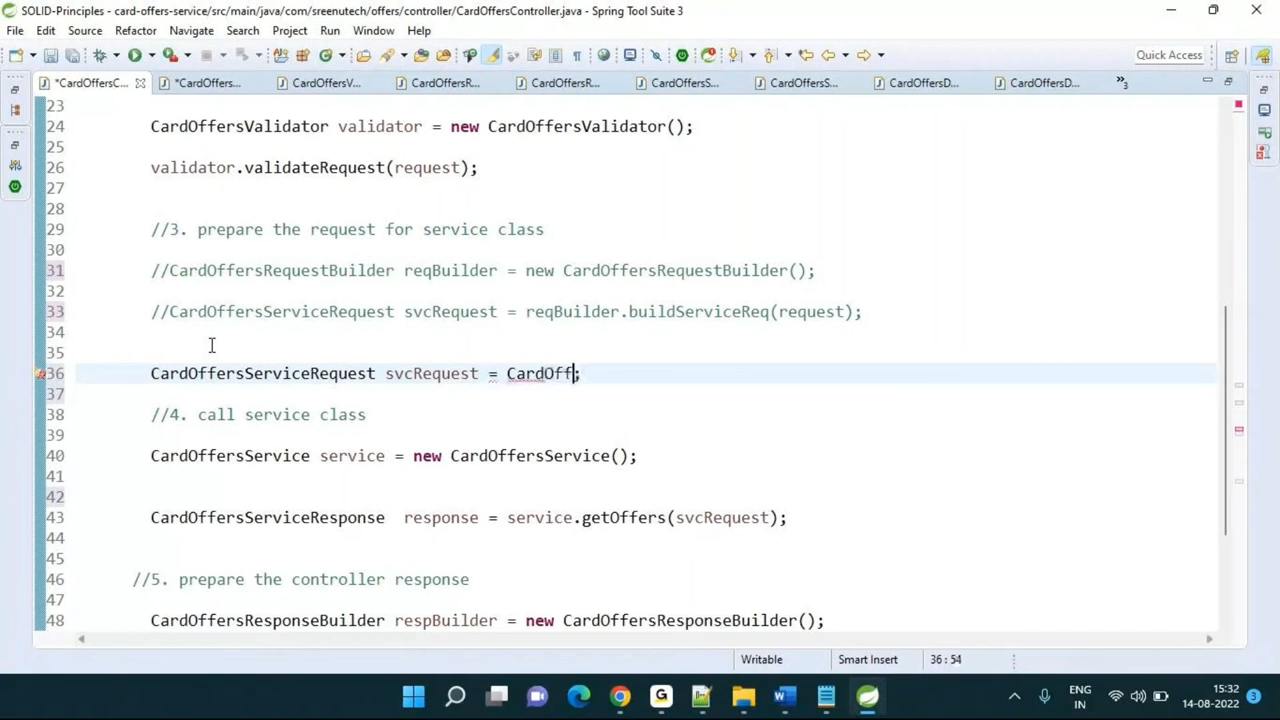 SOLID-Principles - card-offers-service/src/main/java/com/sreenutech/offers/controller/CardOffersController.java - Spring Tool Suite 3
File Edit Source Refactor Navigate Search Project Run Window Help
Quick Access
*CardOffersC... *CardOffers... CardOffersV... CardOffersR... CardOffersR... CardOffersS... CardOffersS... CardOffersD... CardOffersD... »3
23
24 CardOffersValidator validator = new CardOffersValidator();
25
26 validator.validateRequest(request);
27
28
29 //3. prepare the request for service class
30
31 //CardOffersRequestBuilder reqBuilder = new CardOffersRequestBuilder();
32
33 //CardOffersServiceRequest svcRequest = reqBuilder.buildServiceReq(request);
34
35
36 CardOffersServiceRequest svcRequest = CardOff;
37
38 //4. call service class
39
40 CardOffersService service = new CardOffersService();
41
42
43 CardOffersServiceResponse response = service.getOffers(svcRequest);
44
45
46 //5. prepare the controller response
47
48 CardOffersResponseBuilder respBuilder = new CardOffersResponseBuilder();
Writable Smart Insert 36 : 54
ENG
IN
15:32
14-08-2022
3